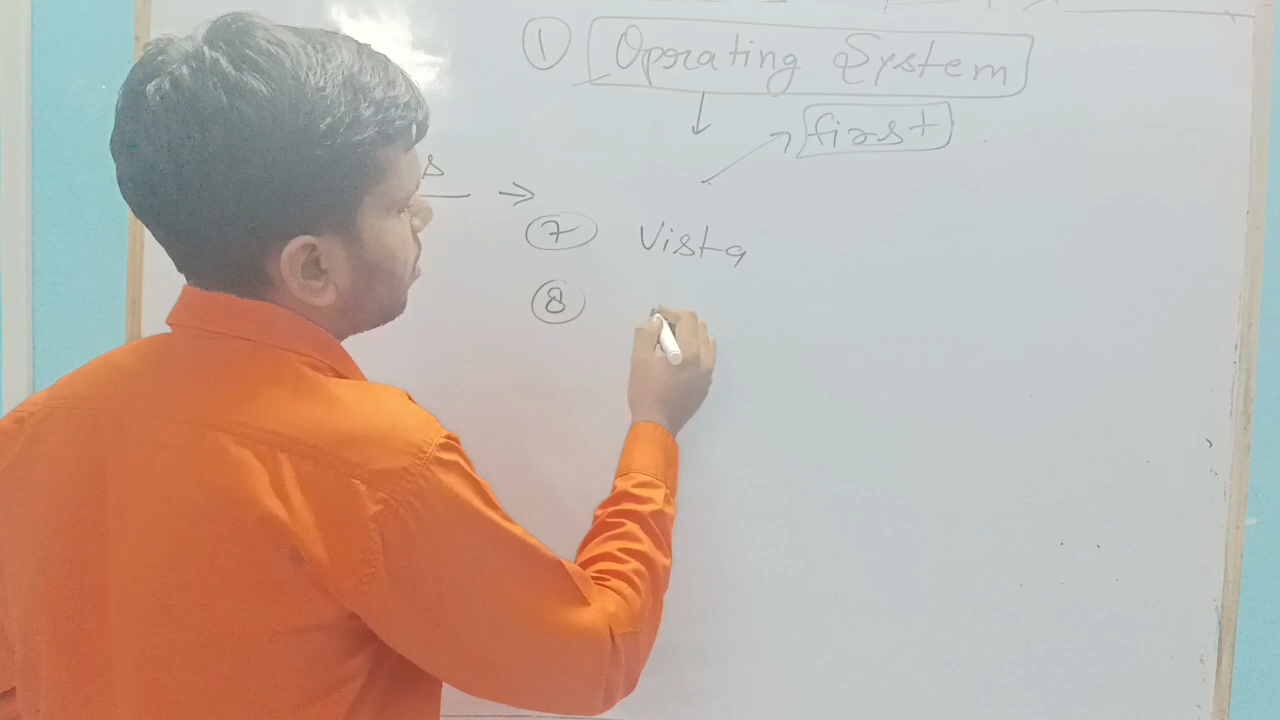 ① Operating System
first
s →
⑦ Vista
⑧